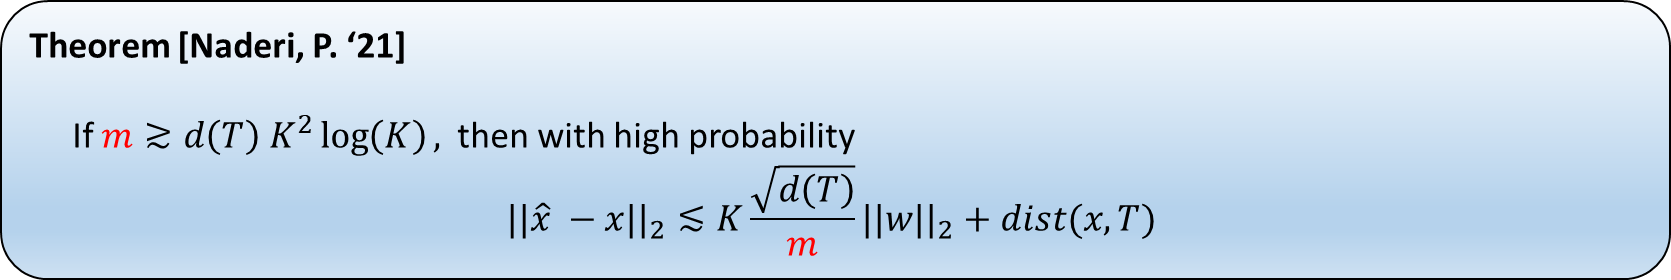 Theorem [Naderi, P. ‘21]
If m ≳ d(T) K² log(K), then with high probability
||x̂ − x||₂ ≲ K √d(T) / m ||w||₂ + dist(x, T)